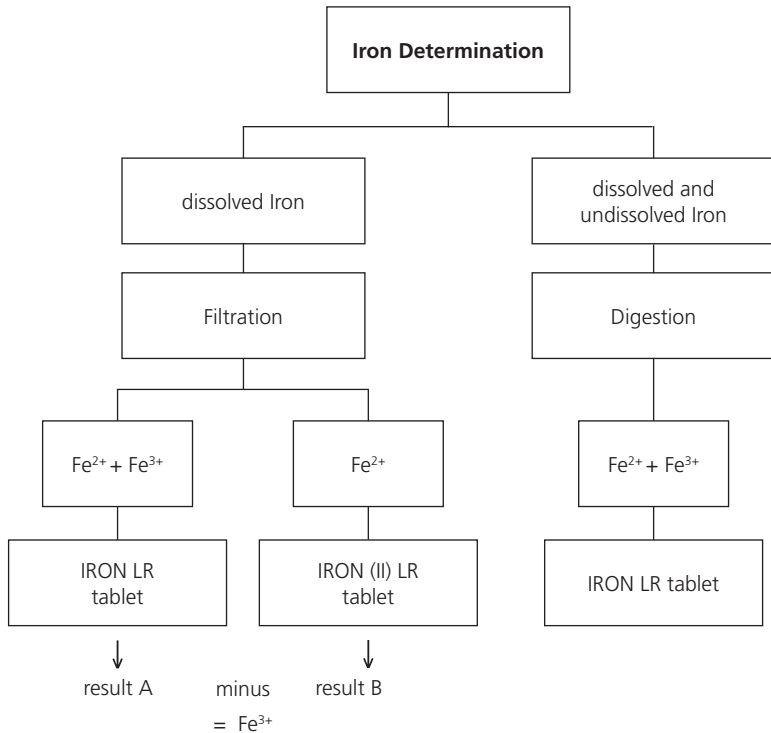 Iron Determination
dissolved Iron
dissolved and
undissolved Iron
Filtration
Digestion
Fe²⁺ + Fe³⁺
Fe²⁺
Fe²⁺ + Fe³⁺
IRON LR
tablet
IRON (II) LR
tablet
IRON LR tablet
result A minus result B
= Fe³⁺